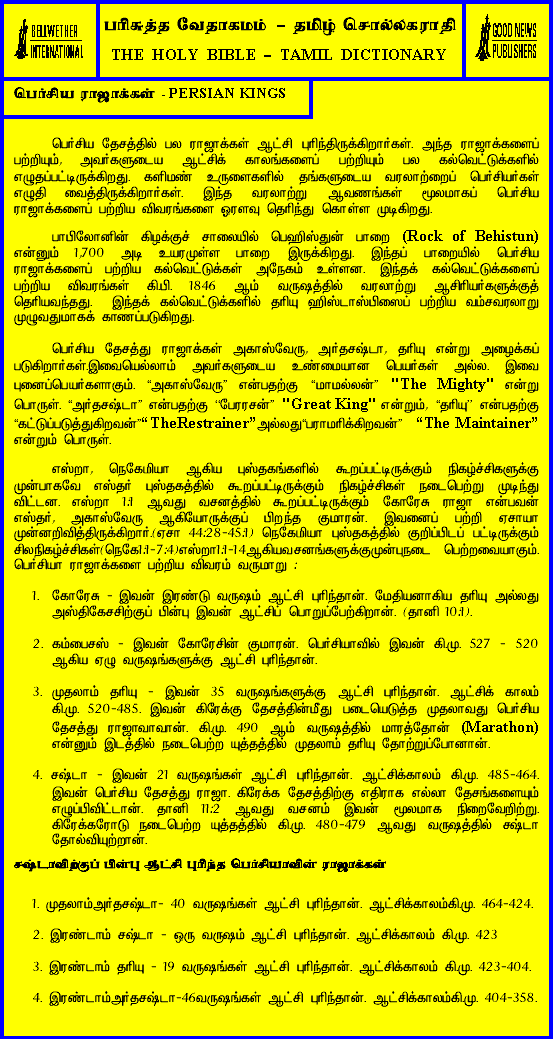 BELLWETHER
INTERNATIONAL
பரிசுத்த வேதாகமம் – தமிழ் சொல்லகராதி
THE HOLY BIBLE – TAMIL DICTIONARY
GOOD NEWS
PUBLISHERS
பெர்சிய ராஜாக்கள் - PERSIAN KINGS
பெர்சிய தேசத்தில் பல ராஜாக்கள் ஆட்சி புரிந்திருக்கிறார்கள். அந்த ராஜாக்களைப்
பற்றியும், அவர்களுடைய ஆட்சிக் காலங்களைப் பற்றியும் பல கல்வெட்டுக்களில்
எழுதப்பட்டிருக்கிறது. களிமண் உருளைகளில் தங்களுடைய வரலாற்றைப் பெர்சியர்கள்
எழுதி வைத்திருக்கிறார்கள். இந்த வரலாற்று ஆவணங்கள் மூலமாகப் பெர்சிய
ராஜாக்களைப் பற்றிய விவரங்களை ஓரளவு தெரிந்து கொள்ள முடிகிறது.
பாபிலோனின் கிழக்குச் சாலையில் பெஹிஸ்துன் பாறை (Rock of Behistun)
என்னும் 1,700 அடி உயரமுள்ள பாறை இருக்கிறது. இந்தப் பாறையில் பெர்சிய
ராஜாக்களைப் பற்றிய கல்வெட்டுக்கள் அநேகம் உள்ளன. இந்தக் கல்வெட்டுக்களைப்
பற்றிய விவரங்கள் கி.பி. 1846 ஆம் வருஷத்தில் வரலாற்று ஆசிரியர்களுக்குத்
தெரியவந்தது. இந்தக் கல்வெட்டுக்களில் தரியு ஹிஸ்டாஸ்பிஸைப் பற்றிய வம்சவரலாறு
முழுவதுமாகக் காணப்படுகிறது.
பெர்சிய தேசத்து ராஜாக்கள் அகாஸ்வேரு, அர்தசஷ்டா, தரியு என்று அழைக்கப்
படுகிறார்கள்.இவையெல்லாம் அவர்களுடைய உண்மையான பெயர்கள் அல்ல. இவை
புனைப்பெயர்களாகும். “அகாஸ்வேரு” என்பதற்கு “மாமல்லன்” "The Mighty" என்று
பொருள். “அர்தசஷ்டா” என்பதற்கு “பேரரசன்” "Great King" என்றும், “தரியு” என்பதற்கு
“கட்டுப்படுத்துகிறவன்”“TheRestrainer”அல்லது“பராமரிக்கிறவன்” “The Maintainer”
என்றும் பொருள்.
எஸ்றா, நெகேமியா ஆகிய புஸ்தகங்களில் கூறப்பட்டிருக்கும் நிகழ்ச்சிகளுக்கு
முன்பாகவே எஸ்தர் புஸ்தகத்தில் கூறப்பட்டிருக்கும் நிகழ்ச்சிகள் நடைபெற்று முடிந்து
விட்டன. எஸ்றா 1:1 ஆவது வசனத்தில் கூறப்பட்டிருக்கும் கோரேசு ராஜா என்பவன்
எஸ்தர், அகாஸ்வேரு ஆகியோருக்குப் பிறந்த குமாரன். இவனைப் பற்றி ஏசாயா
முன்னறிவித்திருக்கிறார்.(ஏசா 44:28-45:1) நெகேமியா புஸ்தகத்தில் குறிப்பிடப் பட்டிருக்கும்
சிலநிகழ்ச்சிகள்(நெகே1:1-7:4)எஸ்றா1:1-14ஆகியவசனங்களுக்குமுன்புநடை பெற்றவையாகும்.
பெர்சியா ராஜாக்களை பற்றிய விவரம் வருமாறு :
1. கோரேசு - இவன் இரண்டு வருஷம் ஆட்சி புரிந்தான். மேதியனாகிய தரியு அல்லது
அஸ்திகேசசிற்குப் பின்பு இவன் ஆட்சிப் பொறுப்பேற்கிறான். (தானி 10:1).
2. கம்பைசஸ் - இவன் கோரேசின் குமாரன். பெர்சியாவில் இவன் கி.மு. 527 - 520
ஆகிய ஏழு வருஷங்களுக்கு ஆட்சி புரிந்தான்.
3. முதலாம் தரியு - இவன் 35 வருஷங்களுக்கு ஆட்சி புரிந்தான். ஆட்சிக் காலம்
கி.மு. 520-485. இவன் கிரேக்கு தேசத்தின்மீது படையெடுத்த முதலாவது பெர்சிய
தேசத்து ராஜாவாவான். கி.மு. 490 ஆம் வருஷத்தில் மாரத்தோன் (Marathon)
என்னும் இடத்தில் நடைபெற்ற யுத்தத்தில் முதலாம் தரியு தோற்றுப்போனான்.
4. சஷ்டா - இவன் 21 வருஷங்கள் ஆட்சி புரிந்தான். ஆட்சிக்காலம் கி.மு. 485-464.
இவன் பெர்சிய தேசத்து ராஜா. கிரேக்க தேசத்திற்கு எதிராக எல்லா தேசங்களையும்
எழுப்பிவிட்டான். தானி 11:2 ஆவது வசனம் இவன் மூலமாக நிறைவேறிற்று.
கிரேக்கரோடு நடைபெற்ற யுத்தத்தில் கி.மு. 480-479 ஆவது வருஷத்தில் சஷ்டா
தோல்வியுற்றான்.
சஷ்டாவிற்குப் பின்பு ஆட்சி புரிந்த பெர்சியாவின் ராஜாக்கள்
1. முதலாம்அர்தசஷ்டா- 40 வருஷங்கள் ஆட்சி புரிந்தான். ஆட்சிக்காலம்கி.மு. 464-424.
2. இரண்டாம் சஷ்டா - ஒரு வருஷம் ஆட்சி புரிந்தான். ஆட்சிக்காலம் கி.மு. 423
3. இரண்டாம் தரியு - 19 வருஷங்கள் ஆட்சி புரிந்தான். ஆட்சிக்காலம் கி.மு. 423-404.
4. இரண்டாம்அர்தசஷ்டா-46வருஷங்கள் ஆட்சி புரிந்தான். ஆட்சிக்காலம்கி.மு. 404-358.